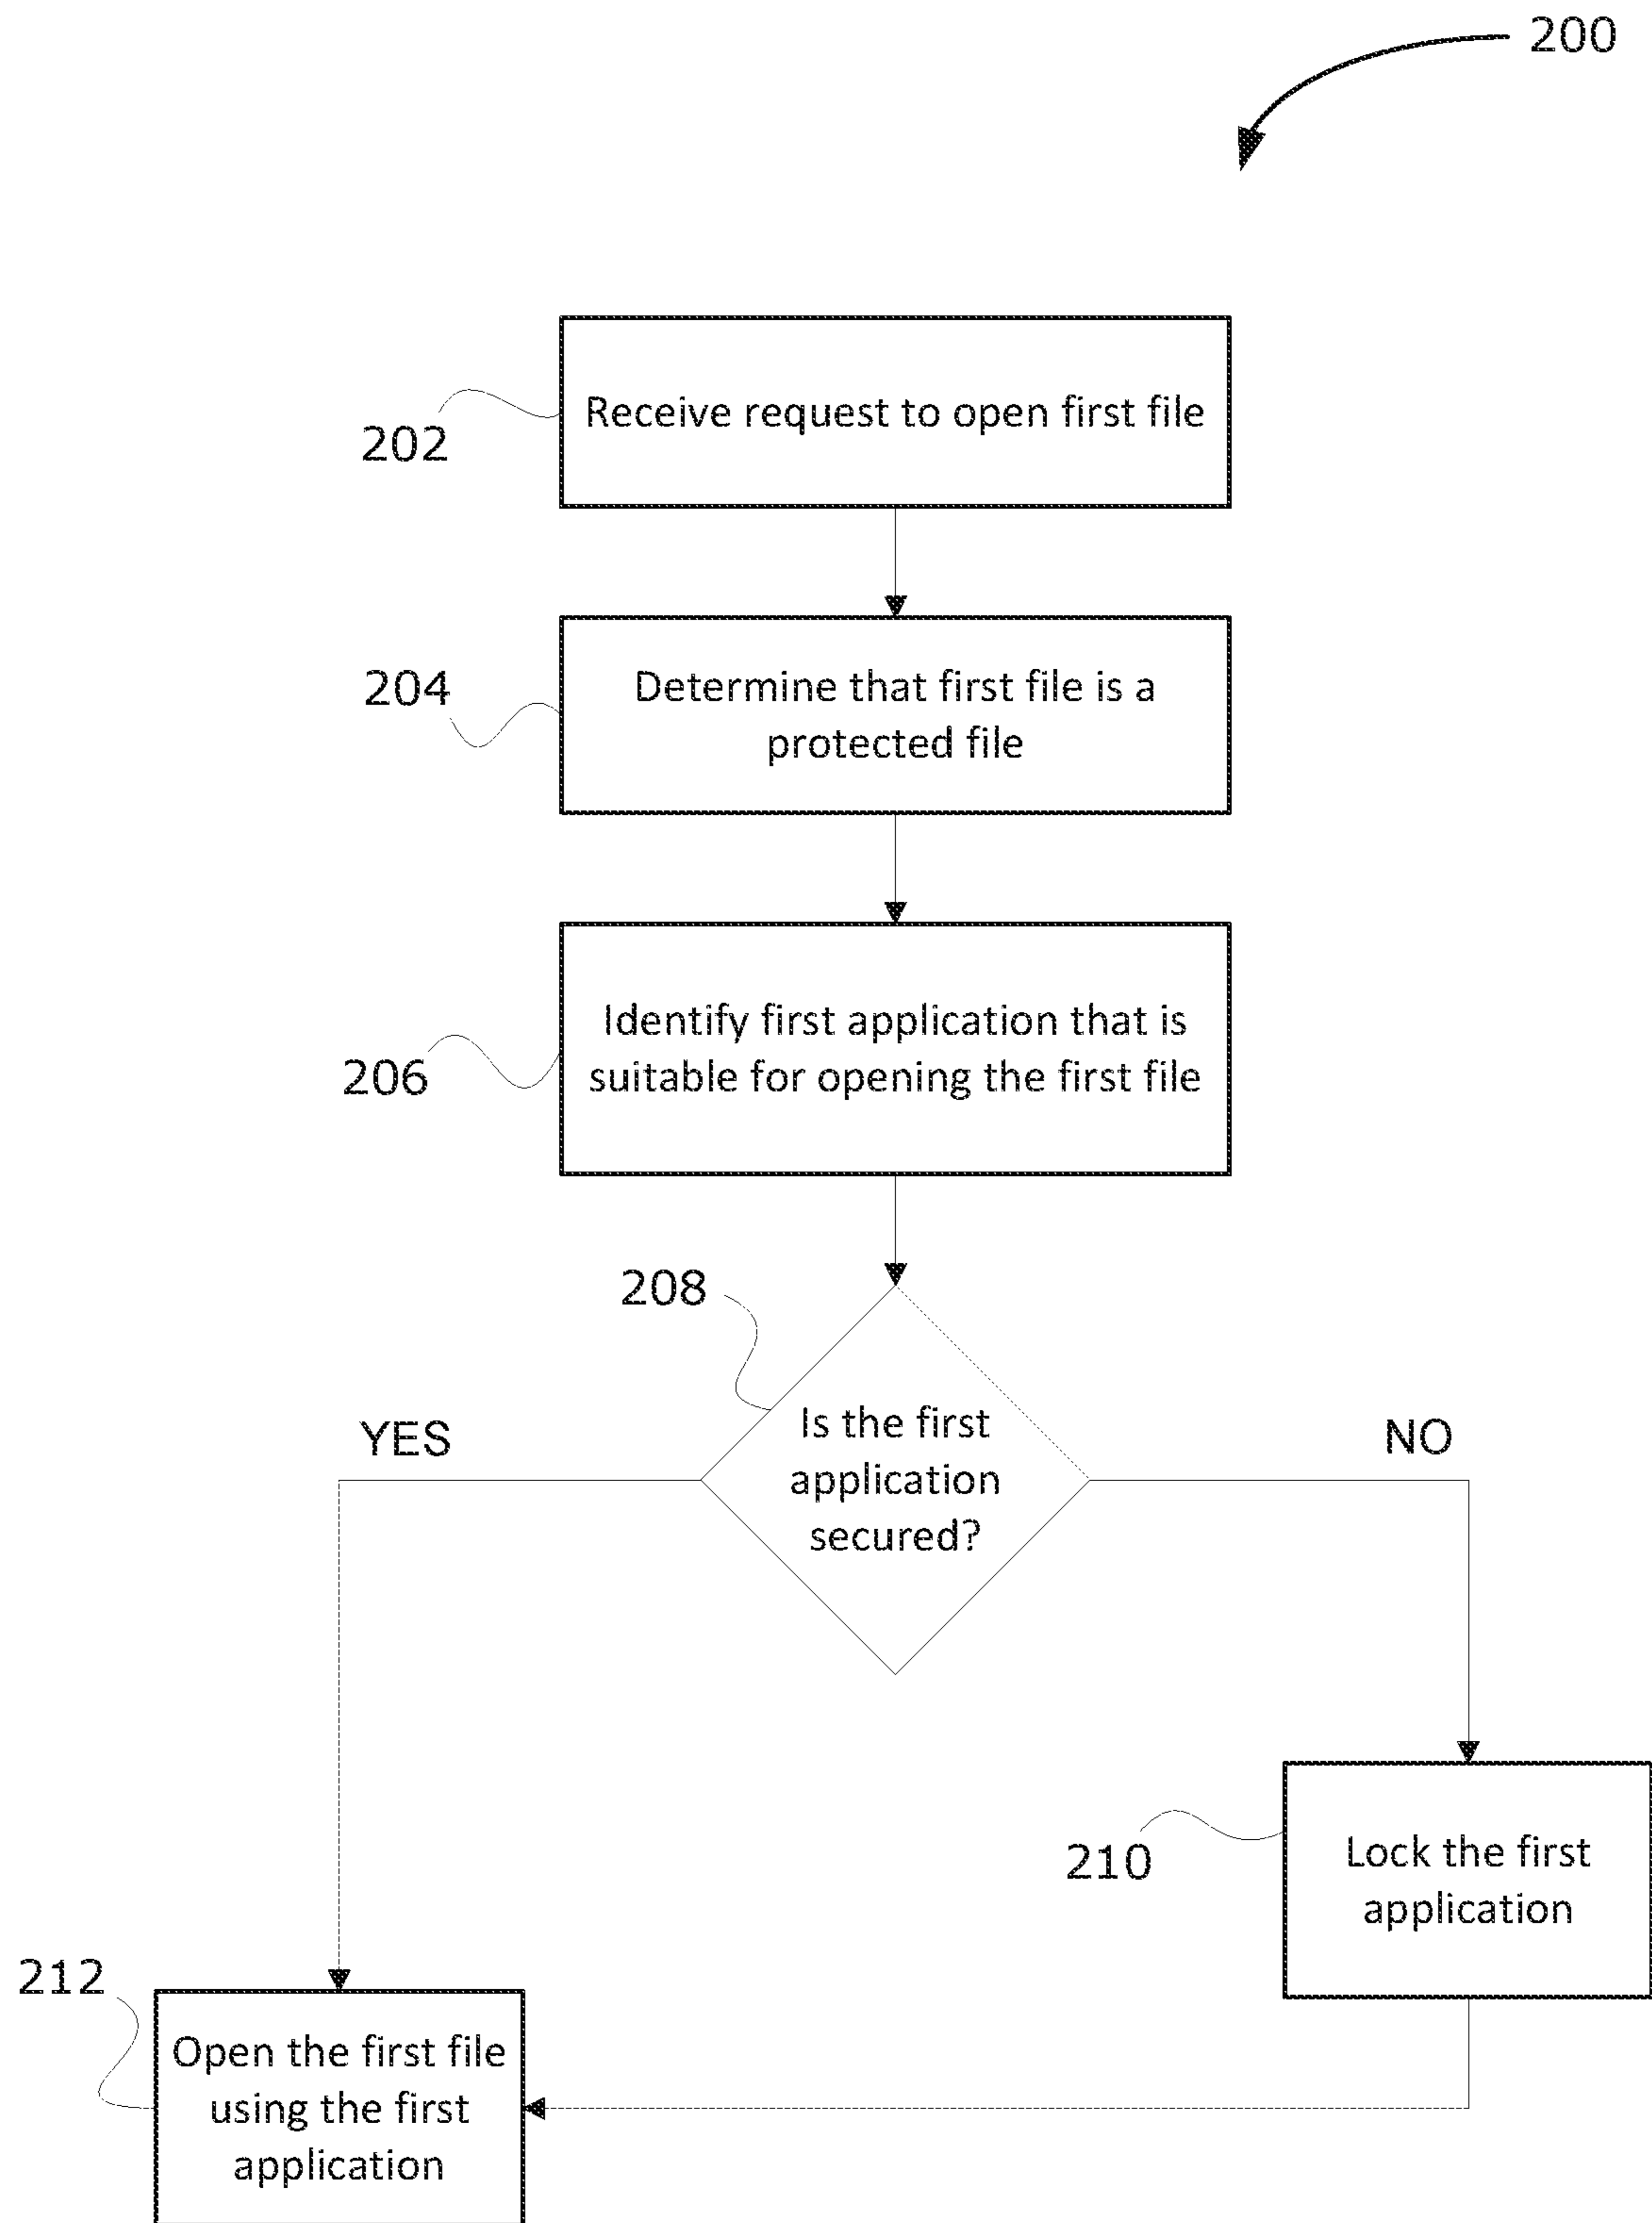 200
Receive request to open first file
202
204
Determine that first file is a
protected file
Identify first application that is
suitable for opening the first file
206
208
Is the first
application
secured?
YES
NO
210
Lock the first
application
212
Open the first file
using the first
application